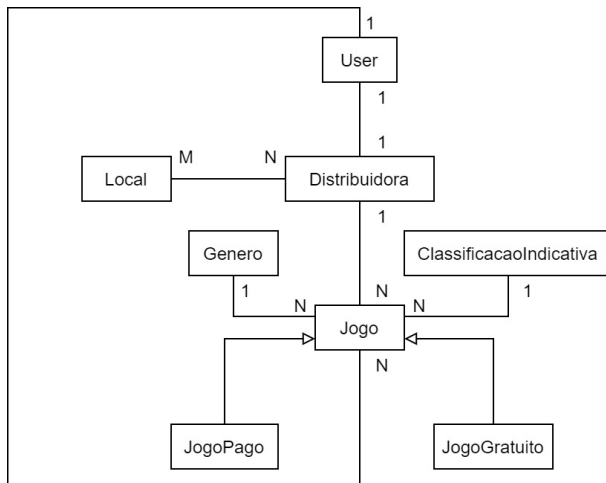 1
User
1
1
M
N
Local
Distribuidora
1
Genero
ClassificacaoIndicativa
1
N
N
N
1
Jogo
N
JogoPago
JogoGratuito